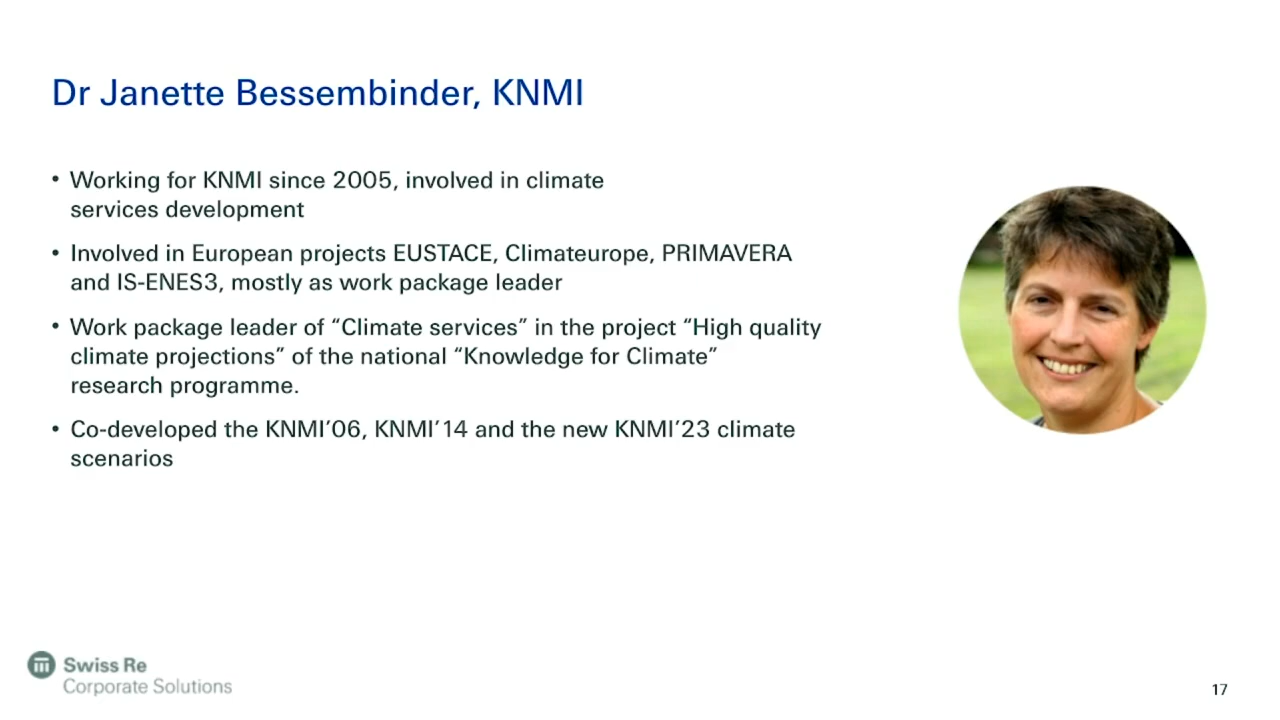 Dr Janette Bessembinder, KNMI
• Working for KNMI since 2005, involved in climate
services development
• Involved in European projects EUSTACE, Climateurope, PRIMAVERA
and IS-ENES3, mostly as work package leader
• Work package leader of “Climate services” in the project “High quality
climate projections” of the national “Knowledge for Climate”
research programme.
• Co-developed the KNMI’06, KNMI’14 and the new KNMI’23 climate
scenarios
Swiss Re
Corporate Solutions
17